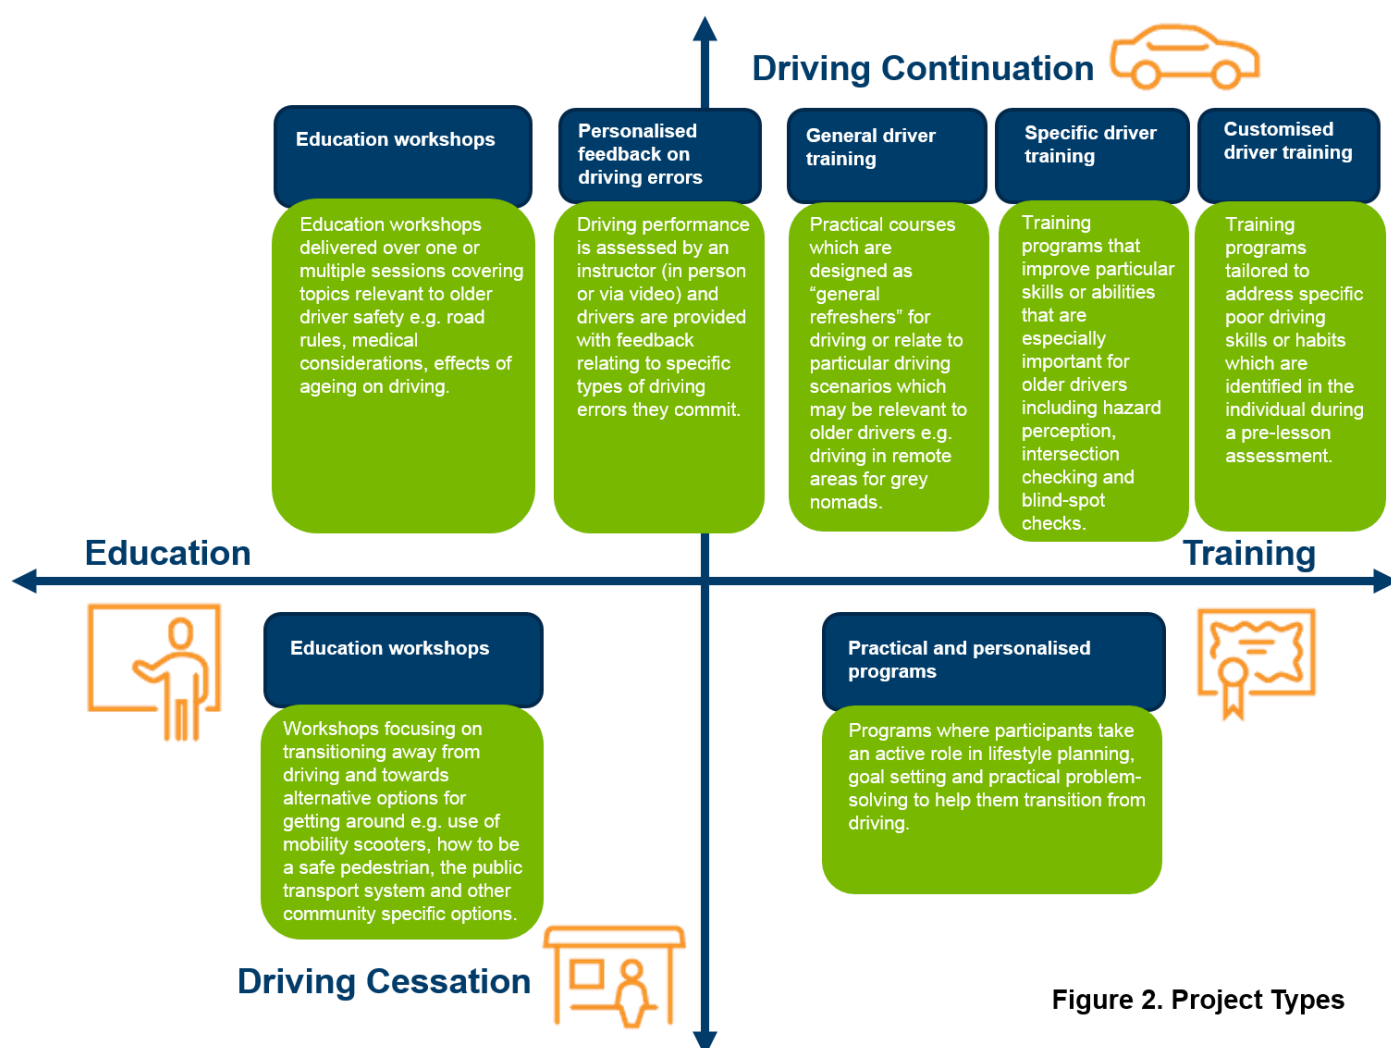 Driving Continuation
Education workshops
Education workshops
delivered over one or
multiple sessions covering
topics relevant to older
driver safety e.g. road
rules, medical
considerations, effects of
ageing on driving.
Personalised
feedback on
driving errors
Driving performance
is assessed by an
instructor (in person
or via video) and
drivers are provided
with feedback
relating to specific
types of driving
errors they commit.
General driver
training
Practical courses
which are
designed as
“general
refreshers” for
driving or relate to
particular driving
scenarios which
may be relevant to
older drivers e.g.
driving in remote
areas for grey
nomads.
Specific driver
training
Training
programs that
improve particular
skills or abilities
that are
especially
important for
older drivers
including hazard
perception,
intersection
checking and
blind-spot
checks.
Customised
driver training
Training
programs
tailored to
address specific
poor driving
skills or habits
which are
identified in the
individual during
a pre-lesson
assessment.
Education
Training
Education workshops
Workshops focusing on
transitioning away from
driving and towards
alternative options for
getting around e.g. use of
mobility scooters, how to be
a safe pedestrian, the public
transport system and other
community specific options.
Practical and personalised
programs
Programs where participants take
an active role in lifestyle planning,
goal setting and practical problem-
solving to help them transition from
driving.
Driving Cessation
Figure 2. Project Types